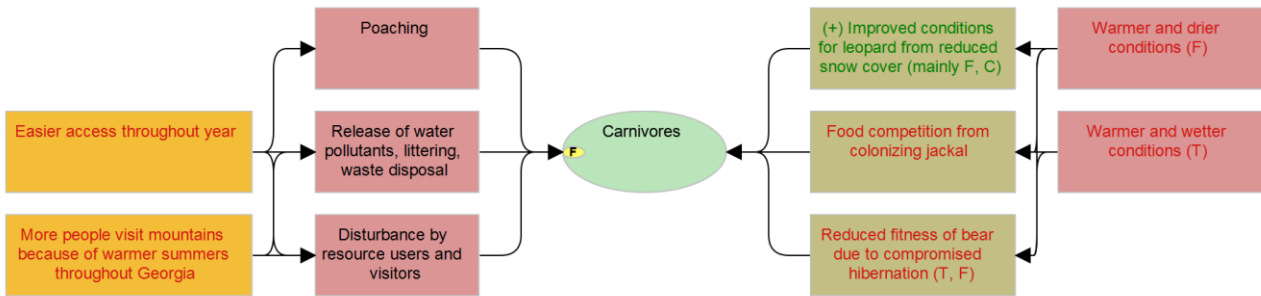 Poaching
(+) Improved conditions
for leopard from reduced
snow cover (mainly F, C)
Warmer and drier
conditions (F)
Easier access throughout year
Release of water
pollutants, littering,
waste disposal
Carnivores
F
Food competition from
colonizing jackal
Warmer and wetter
conditions (T)
More people visit mountains
because of warmer summers
throughout Georgia
Disturbance by
resource users and
visitors
Reduced fitness of bear
due to compromised
hibernation (T, F)